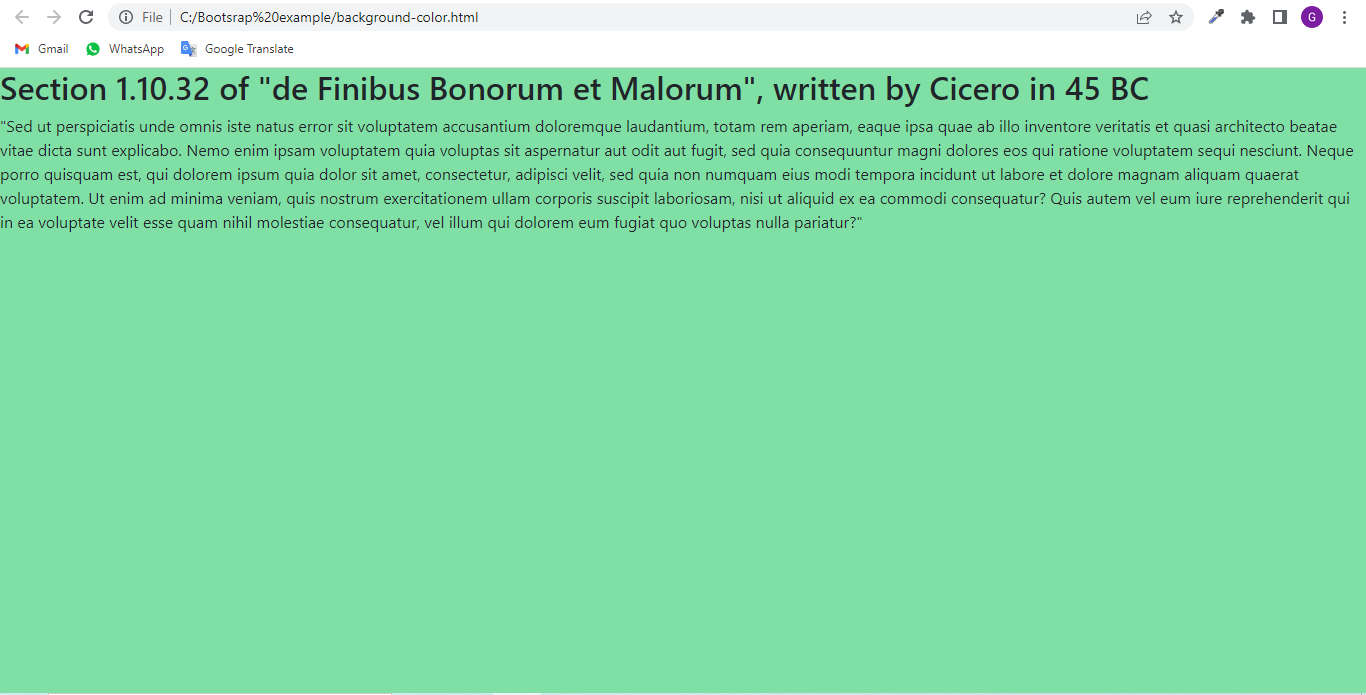 File C:/Bootsrap%20example/background-color.html G
Gmail WhatsApp Google Translate
Section 1.10.32 of "de Finibus Bonorum et Malorum", written by Cicero in 45 BC
"Sed ut perspiciatis unde omnis iste natus error sit voluptatem accusantium doloremque laudantium, totam rem aperiam, eaque ipsa quae ab illo inventore veritatis et quasi architecto beatae
vitae dicta sunt explicabo. Nemo enim ipsam voluptatem quia voluptas sit aspernatur aut odit aut fugit, sed quia consequuntur magni dolores eos qui ratione voluptatem sequi nesciunt. Neque
porro quisquam est, qui dolorem ipsum quia dolor sit amet, consectetur, adipisci velit, sed quia non numquam eius modi tempora incidunt ut labore et dolore magnam aliquam quaerat
voluptatem. Ut enim ad minima veniam, quis nostrum exercitationem ullam corporis suscipit laboriosam, nisi ut aliquid ex ea commodi consequatur? Quis autem vel eum iure reprehenderit qui
in ea voluptate velit esse quam nihil molestiae consequatur, vel illum qui dolorem eum fugiat quo voluptas nulla pariatur?"